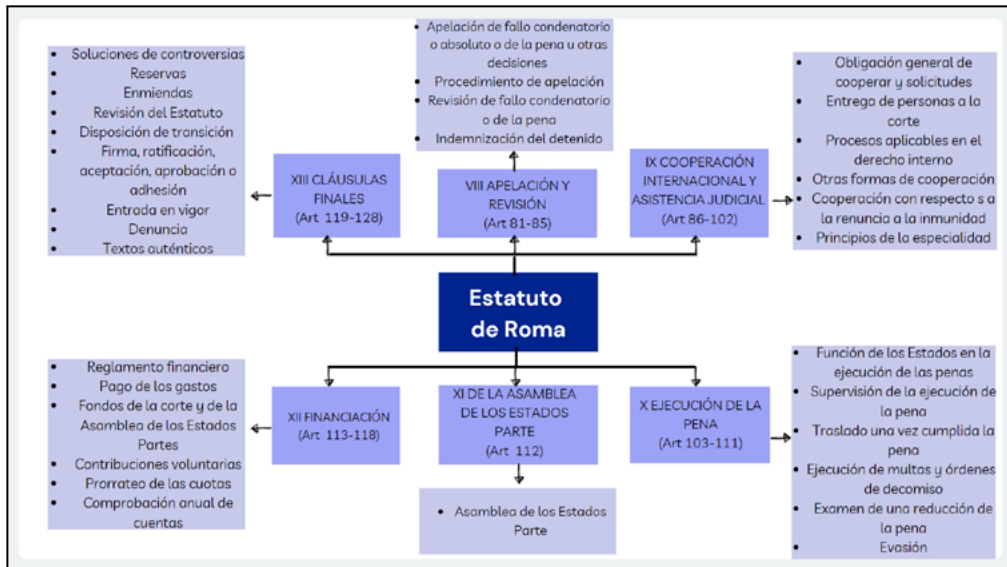 • Soluciones de controversias
• Reservas
• Enmiendas
• Revisión del Estatuto
• Disposición de transición
• Firma, ratificación,
aceptación, aprobación o
adhesión
• Entrada en vigor
• Denuncia
• Textos auténticos
XIII CLÁUSULAS
FINALES
(Art 119-128)
• Apelación de fallo condenatorio
o absoluto o de la pena u otras
decisiones
• Procedimiento de apelación
• Revisión de fallo condenatorio
o de la pena
• Indemnización del detenido
VIII APELACIÓN Y
REVISIÓN
(Art 81-85)
IX COOPERACIÓN
INTERNACIONAL Y
ASISTENCIA JUDICIAL
(Art 86-102)
• Obligación general de
cooperar y solicitudes
• Entrega de personas a la
corte
• Procesos aplicables en el
derecho interno
• Otras formas de cooperación
• Cooperación con respecto s a
la renuncia a la inmunidad
• Principios de la especialidad
Estatuto
de Roma
• Reglamento financiero
• Pago de los gastos
• Fondos de la corte y de la
Asamblea de los Estados
Partes
• Contribuciones voluntarias
• Prorrateo de las cuotas
• Comprobación anual de
cuentas
XII FINANCIACIÓN
(Art 113-118)
XI DE LA ASAMBLEA
DE LOS ESTADOS
PARTE
(Art 112)
• Asamblea de los Estados
Parte
X EJECUCIÓN DE LA
PENA
(Art 103-111)
• Función de los Estados en la
ejecución de las penas
• Supervisión de la ejecución de
la pena
• Traslado una vez cumplida la
pena
• Ejecución de multas y órdenes
de decomiso
• Examen de una reducción de
la pena
• Evasión